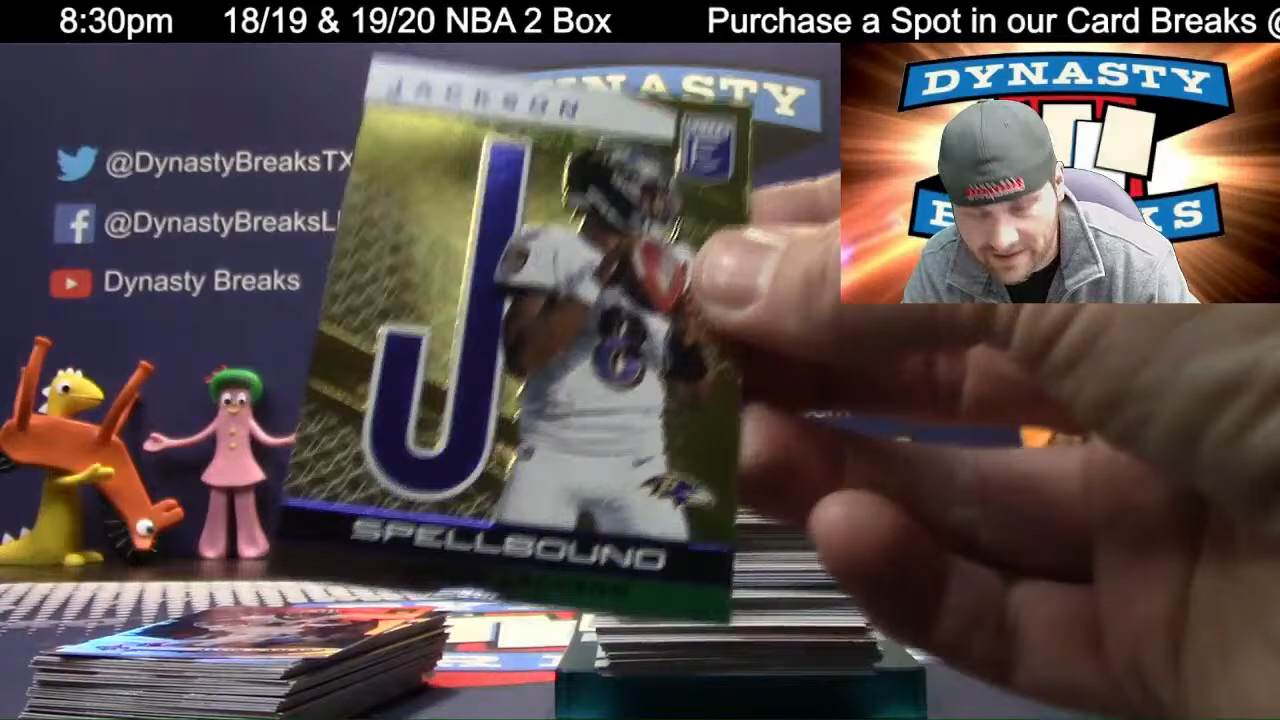 8:30pm 18/19 & 19/20 NBA 2 Box Purchase a Spot in our Card Breaks @
JACKSON
DYNASTY
@DynastyBreaksTX
@DynastyBreaksL
Dynasty Breaks
J
8
SPELLBOUND